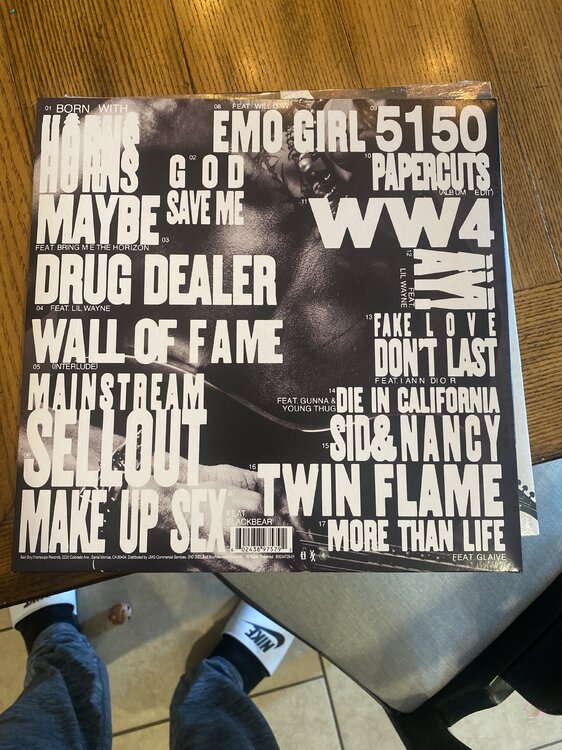 01 BORN WITH
HORNS
HORNS
02
GOD
SAVE ME
MAYBE
FEAT. BRING ME THE HORIZON 03
DRUG DEALER
04 FEAT. LIL WAYNE
WALL OF FAME
05 (INTERLUDE)
MAINSTREAM
SELLOUT
06
MAKE UP SEX
07
FEAT.
BLACKBEAR
08 FEAT. WILLOW
EMO GIRL
09
5150
10
PAPERCUTS
(ALBUM EDIT)
11
WW4
12
AY!
FEAT.
LIL WAYNE
13
FAKE LOVE
DON'T LAST
FEAT. IANN DIOR
14
FEAT. GUNNA &
YOUNG THUG
DIE IN CALIFORNIA
15
SID & NANCY
16
TWIN FLAME
17
MORE THAN LIFE
FEAT. GLAIVE
NIKE